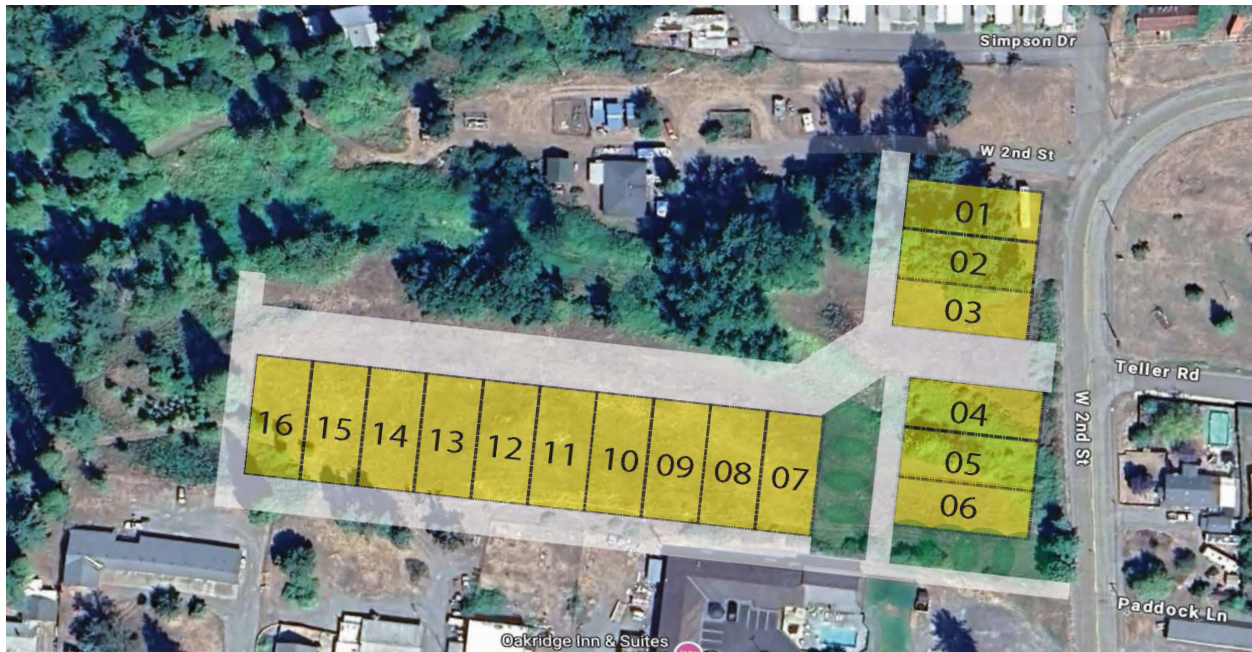 Simpson Dr
W 2nd St
01
02
03
Teller Rd
04
W 2nd St
05
06
16
15
14
13
12
11
10
09
08
07
Paddock Ln
Oakridge Inn & Suites